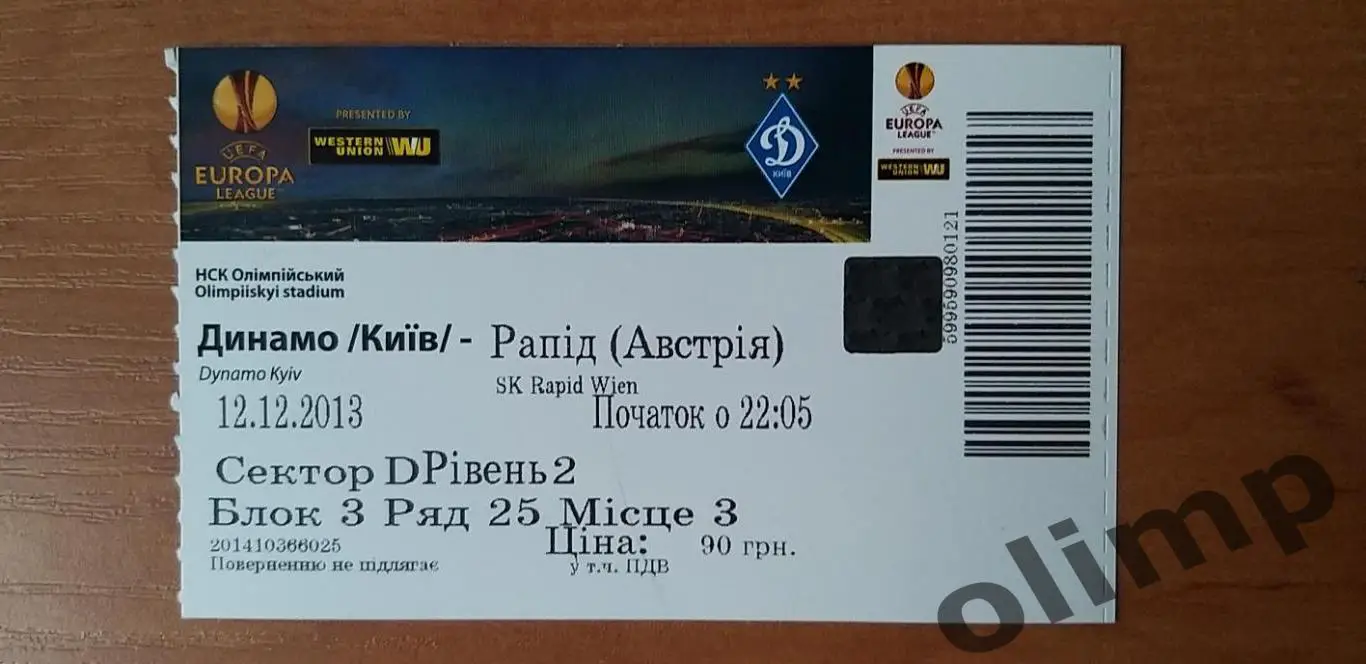 UEFA
EUROPA
LEAGUE
PRESENTED BY
WESTERN
UNION WU
Д
КИЇВ
UEFA
EUROPA
LEAGUE
PRESENTED BY
WESTERN
UNION WU
НСК Олімпійський
Olimpiiskyi stadium
Динамо /Київ/ - Рапід (Австрія)
Dynamo Kyiv SK Rapid Wien
12.12.2013 Початок о 22:05
Сектор D Рівень 2
Блок 3 Ряд 25 Місце 3
201410366025 Ціна: 90 грн.
Поверненню не підлягає у т.ч. ПДВ
5995909980121
olimp